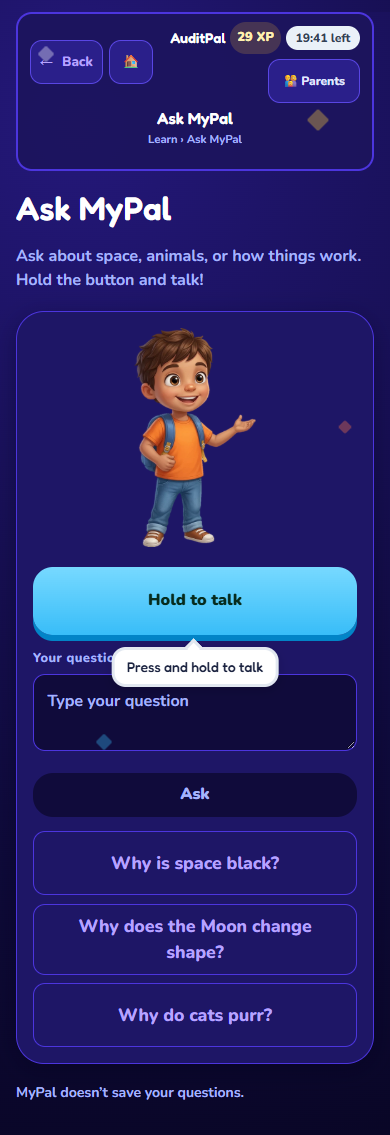 ← Back
AuditPal
29 XP
19:41 left
Parents
Ask MyPal
Learn › Ask MyPal
Ask MyPal
Ask about space, animals, or how things work.
Hold the button and talk!
Hold to talk
Your questio
Press and hold to talk
Type your question
Ask
Why is space black?
Why does the Moon change
shape?
Why do cats purr?
MyPal doesn’t save your questions.